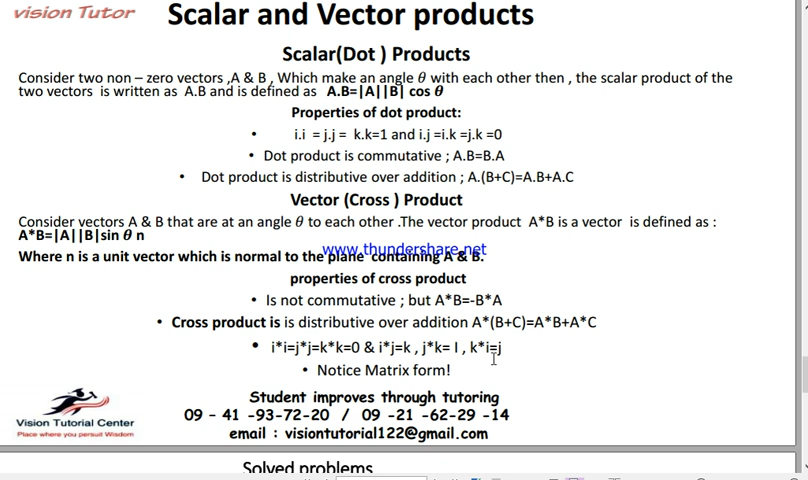 vision Tutor
Scalar and Vector products
Scalar(Dot ) Products
Consider two non – zero vectors ,A & B , Which make an angle θ with each other then , the scalar product of the
two vectors is written as A.B and is defined as A.B=|A||B| cos θ
Properties of dot product:
• i.i = j.j = k.k=1 and i.j =i.k =j.k =0
• Dot product is commutative ; A.B=B.A
• Dot product is distributive over addition ; A.(B+C)=A.B+A.C
Vector (Cross ) Product
Consider vectors A & B that are at an angle θ to each other .The vector product A*B is a vector is defined as :
A*B=|A||B|sin θ n
www.thundershare.net
Where n is a unit vector which is normal to the plane containing A & B.
properties of cross product
• Is not commutative ; but A*B=-B*A
• Cross product is is distributive over addition A*(B+C)=A*B+A*C
• i*i=j*j=k*k=0 & i*j=k , j*k= I , k*i=j
• Notice Matrix form!
Student improves through tutoring
09 – 41 -93-72-20 / 09 -21 -62-29 -14
email : visiontutorial122@gmail.com
Vision Tutorial Center
Place where you persuit Wisdom
Solved problems